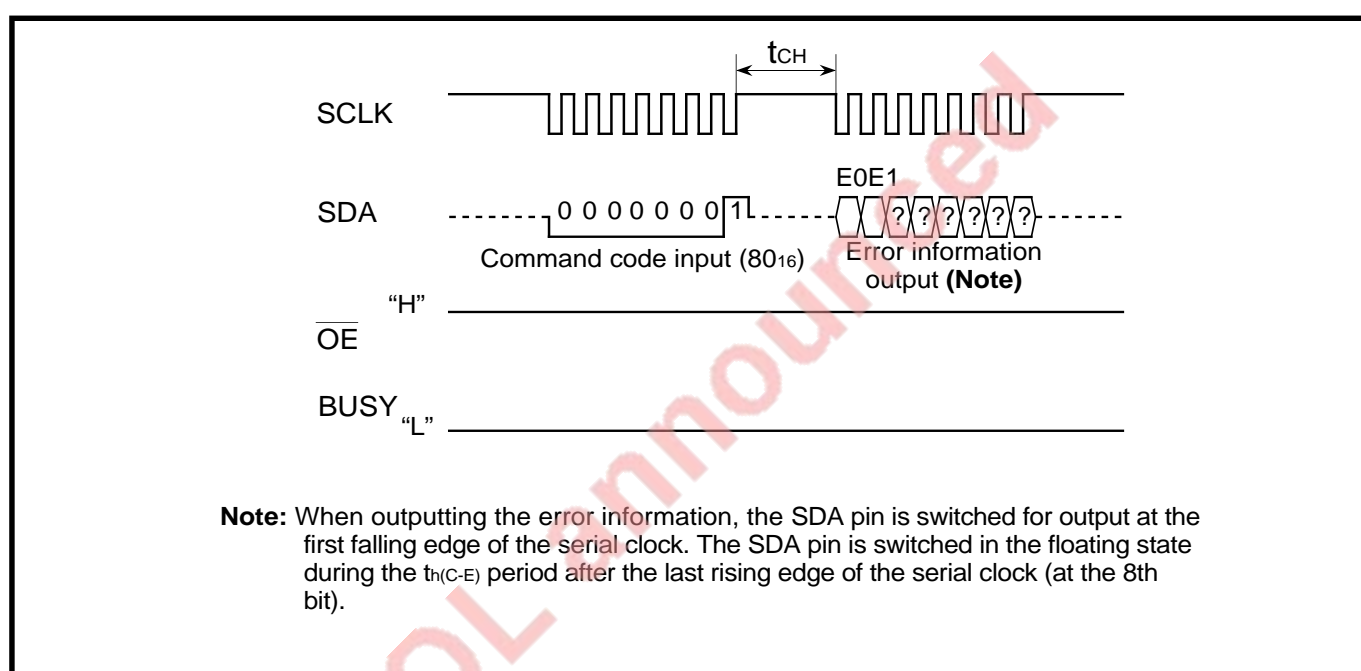 tCH
SCLK
E0E1
SDA
0 0 0 0 0 0 0 1 ? ? ? ? ? ?
Command code input (8016)
Error information
output (Note)
“H”
OE
BUSY “L”
Note: When outputting the error information, the SDA pin is switched for output at the
first falling edge of the serial clock. The SDA pin is switched in the floating state
during the th(C-E) period after the last rising edge of the serial clock (at the 8th
bit).
OL announced